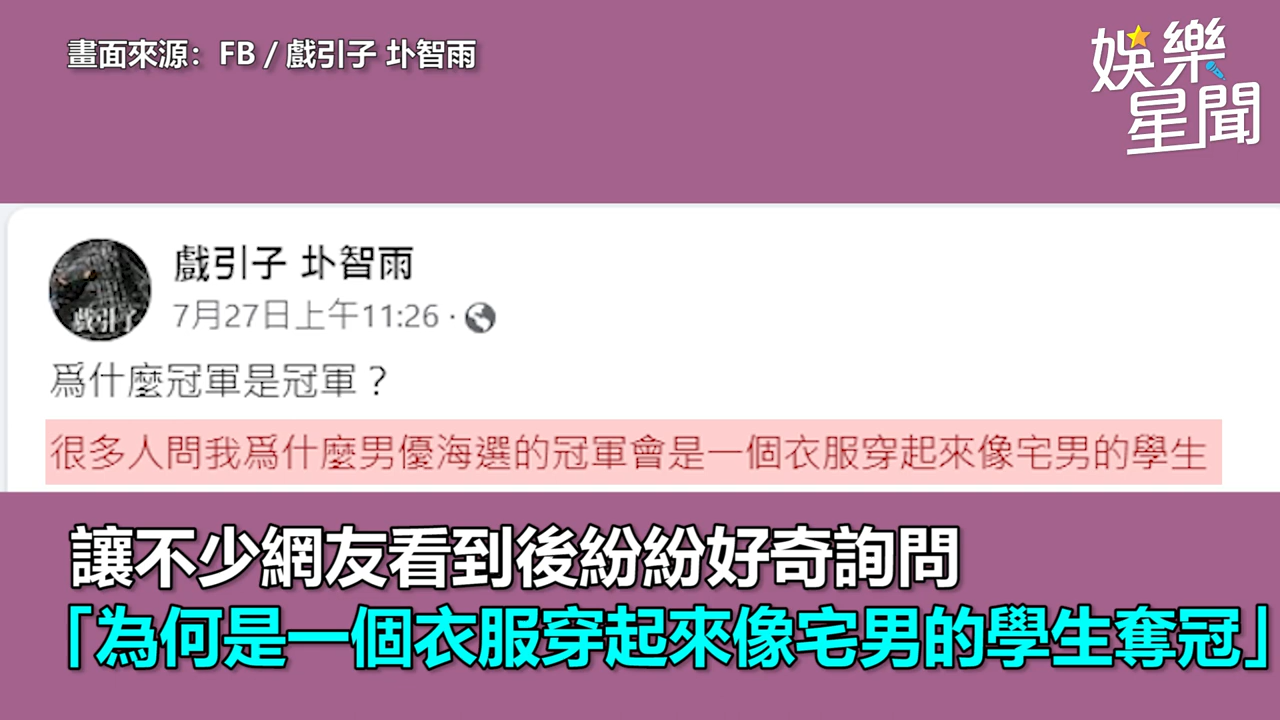 畫面來源：FB / 戲引子 圤智雨
娛樂
星聞
戲引子 圤智雨
戲引子
7月27日上午11:26 ·
爲什麼冠軍是冠軍？
很多人問我爲什麼男優海選的冠軍會是一個衣服穿起來像宅男的學生
讓不少網友看到後紛紛好奇詢問
「為何是一個衣服穿起來像宅男的學生奪冠」